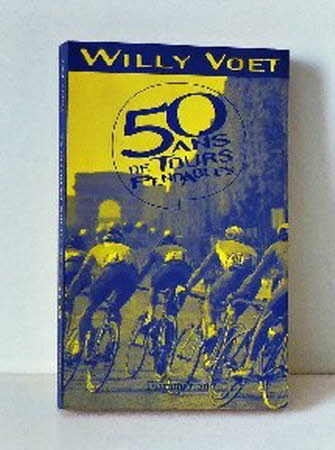 WILLY VOET
50
ANS
DE TOURS
PENDABLES